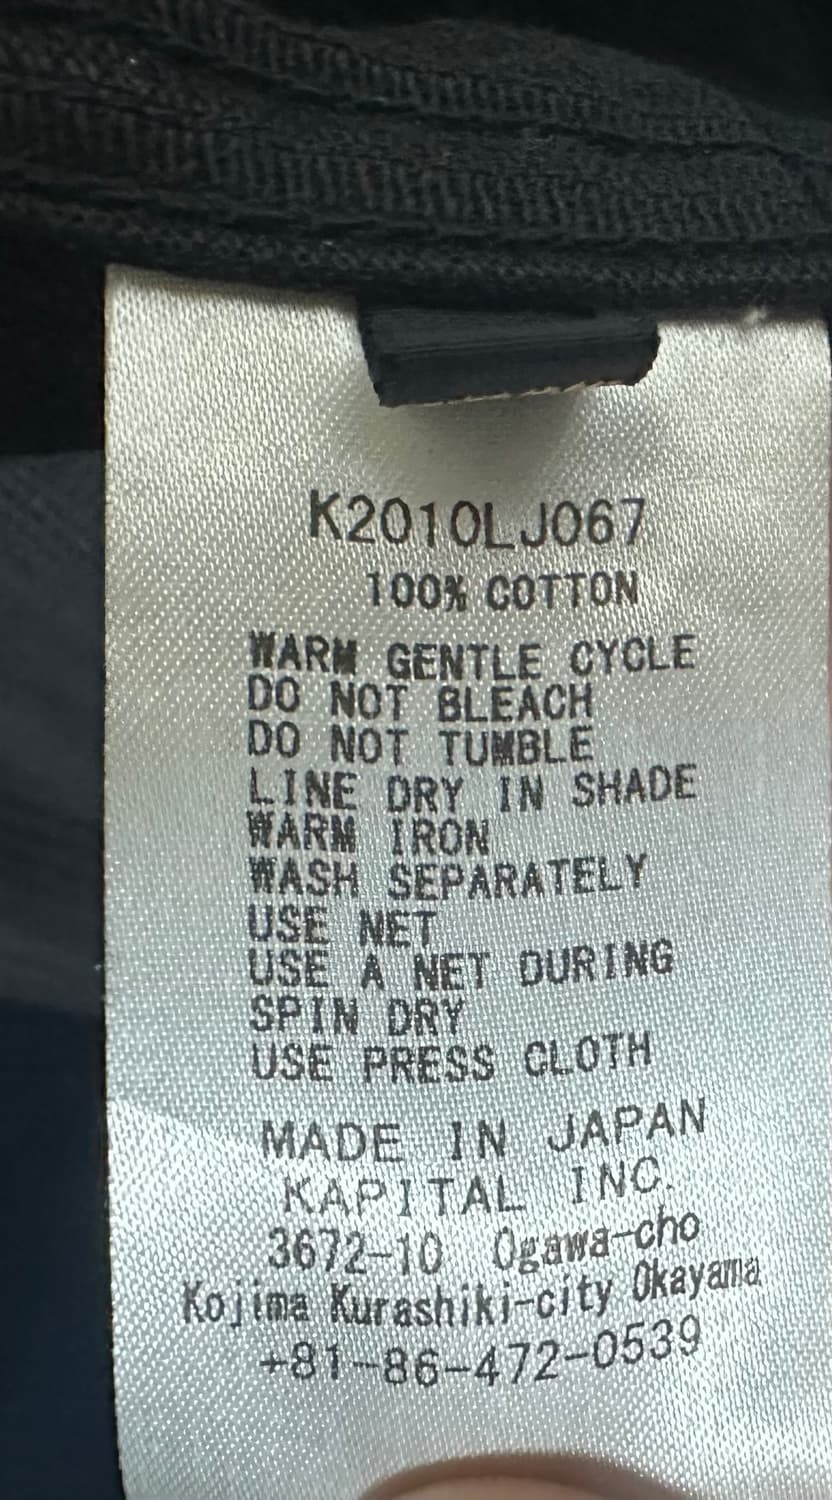 K2010LJ067
100% COTTON
WARM GENTLE CYCLE
DO NOT BLEACH
DO NOT TUMBLE
LINE DRY IN SHADE
WARM IRON
WASH SEPARATELY
USE NET
USE A NET DURING
SPIN DRY
USE PRESS CLOTH
MADE IN JAPAN
KAPITAL INC.
3672-10 Ogawa-cho
Kojima Kurashiki-city Okayama
+81-86-472-0539